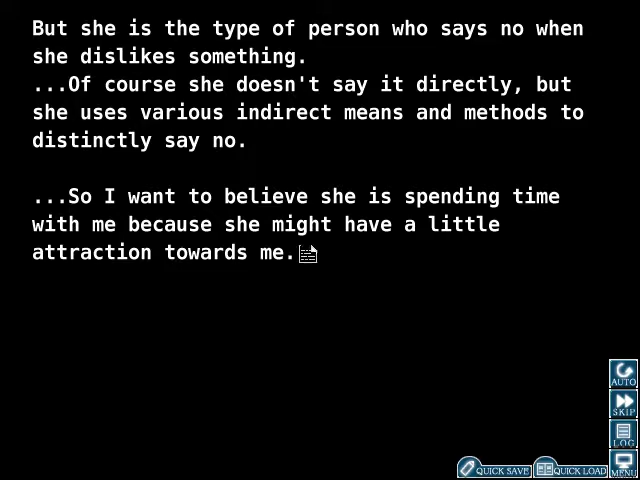 But she is the type of person who says no when
she dislikes something.
...Of course she doesn't say it directly, but
she uses various indirect means and methods to
distinctly say no.
...So I want to believe she is spending time
with me because she might have a little
attraction towards me.
AUTO
SKIP
LOG
QUICK SAVE
QUICK LOAD
MENU